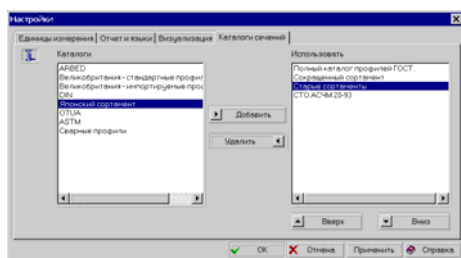 Настройки
Единицы измерения Отчет и языки Визуализация Каталоги сечений
Каталоги
ARBED
Великобритания - стандартные профил
Великобритания - импортируеные про
DIN
Японский сортамент
OTUA
ASTM
Сварные профили
Добавить
Удалить
Использовать
Полный каталог профилей ГОСТ.
Сокращенный сортамент
Старые сортаменты
СТО АСЧМ 20-93
Вверх Вниз
OK Отмена Применить Справка